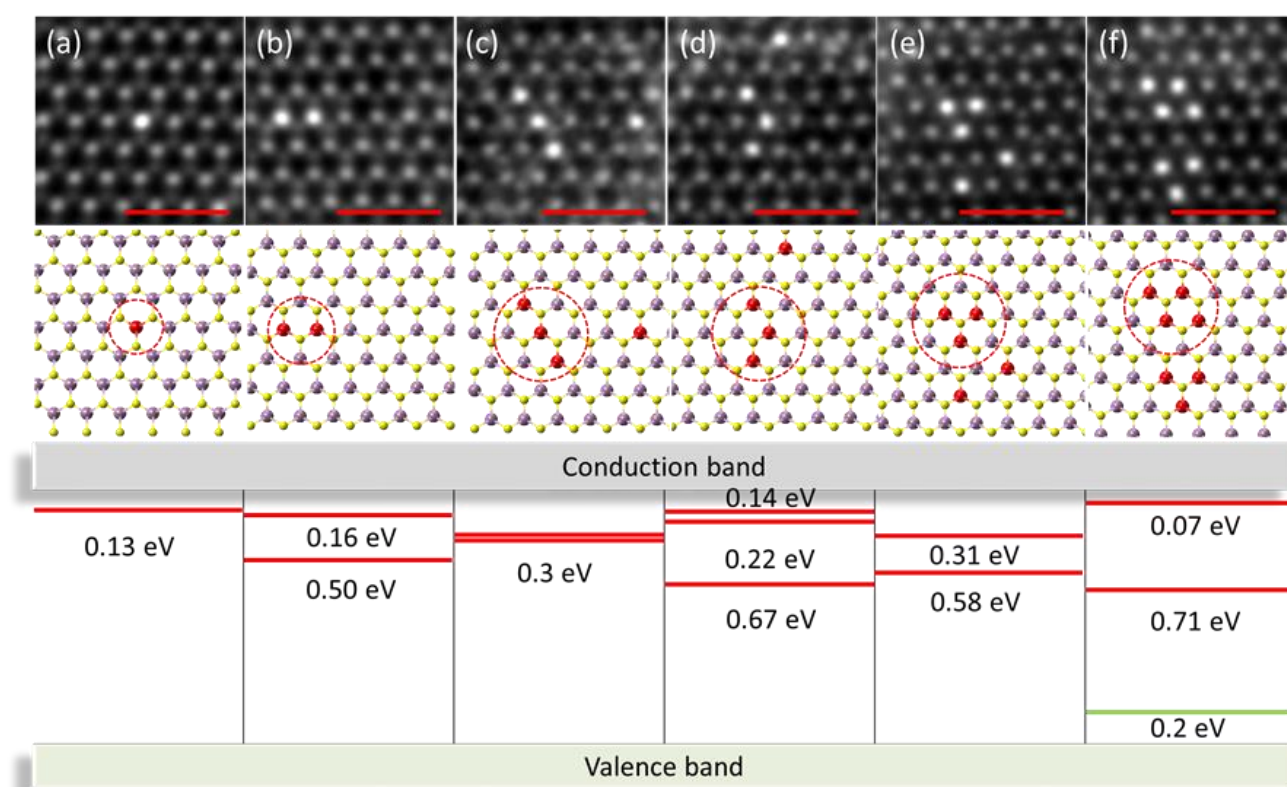 (a) (b) (c) (d) (e) (f)
Conduction band
0.13 eV
0.16 eV
0.50 eV
0.3 eV
0.14 eV
0.22 eV
0.67 eV
0.31 eV
0.58 eV
0.07 eV
0.71 eV
0.2 eV
Valence band